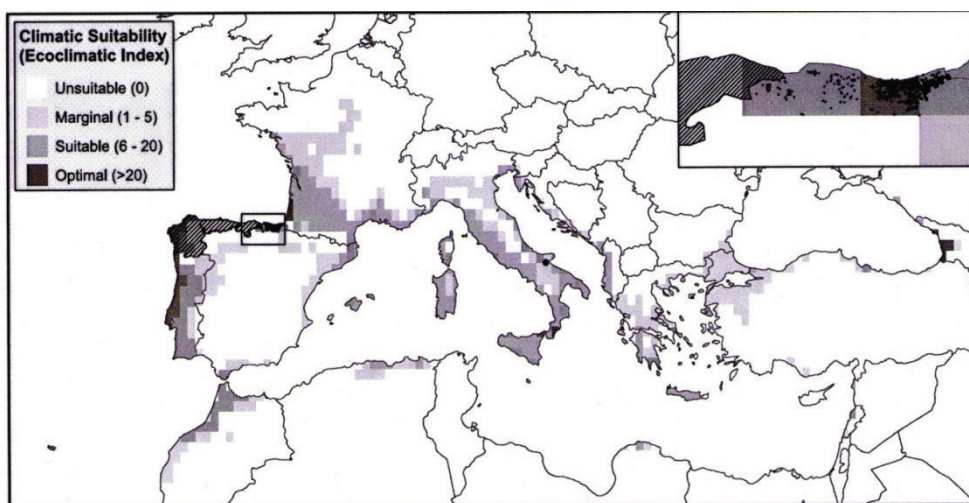 Climatic Suitability
(Ecoclimatic Index)
Unsuitable (0)
Marginal (1 - 5)
Suitable (6 - 20)
Optimal (>20)